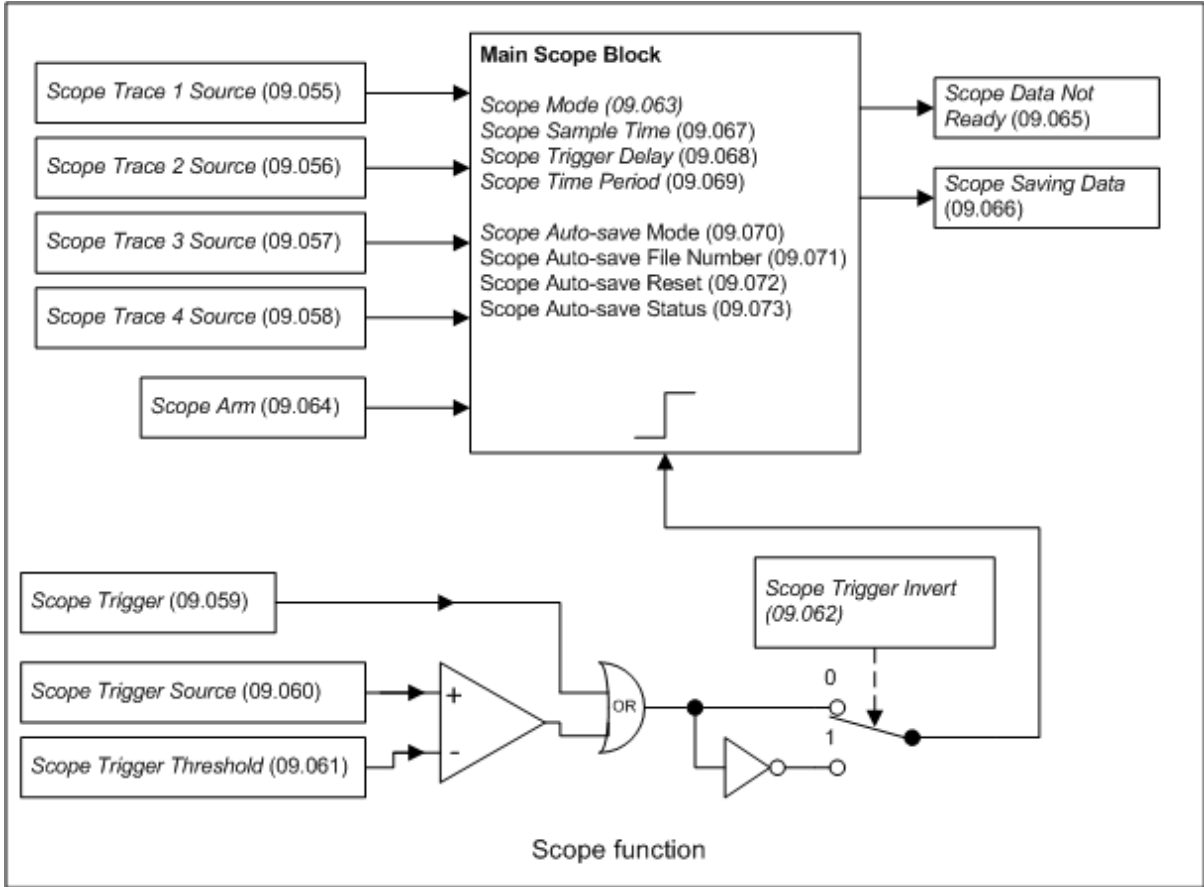 Main Scope Block
Scope Trace 1 Source (09.055)
Scope Trace 2 Source (09.056)
Scope Trace 3 Source (09.057)
Scope Trace 4 Source (09.058)
Scope Arm (09.064)
Scope Mode (09.063)
Scope Sample Time (09.067)
Scope Trigger Delay (09.068)
Scope Time Period (09.069)
Scope Auto-save Mode (09.070)
Scope Auto-save File Number (09.071)
Scope Auto-save Reset (09.072)
Scope Auto-save Status (09.073)
Scope Data Not
Ready (09.065)
Scope Saving Data
(09.066)
Scope Trigger (09.059)
Scope Trigger Source (09.060)
Scope Trigger Threshold (09.061)
+
-
OR
Scope Trigger Invert
(09.062)
0
1
Scope function